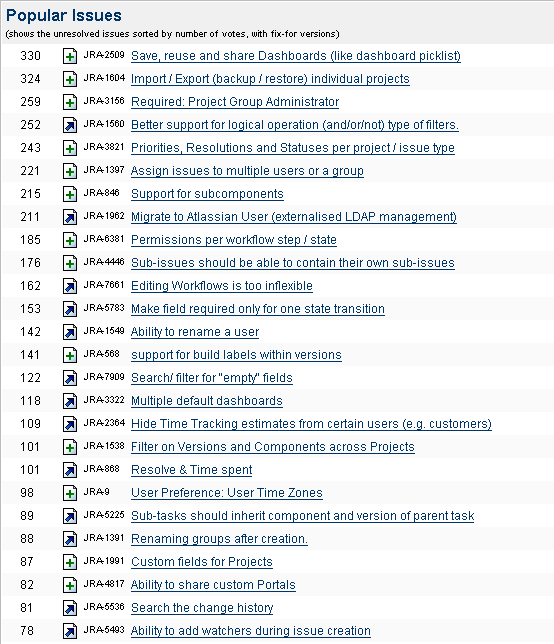 Popular Issues
(shows the unresolved issues sorted by number of votes, with fix-for versions)
330 JRA-2509 Save, reuse and share Dashboards (like dashboard picklist)
324 JRA-1604 Import / Export (backup / restore) individual projects
259 JRA-3156 Required: Project Group Administrator
252 JRA-1560 Better support for logical operation (and/or/not) type of filters.
243 JRA-3821 Priorities, Resolutions and Statuses per project / issue type
221 JRA-1397 Assign issues to multiple users or a group
215 JRA-846 Support for subcomponents
211 JRA-1962 Migrate to Atlassian User (externalised LDAP management)
185 JRA-6381 Permissions per workflow step / state
176 JRA-4446 Sub-issues should be able to contain their own sub-issues
162 JRA-7661 Editing Workflows is too inflexible
153 JRA-5783 Make field required only for one state transition
142 JRA-1549 Ability to rename a user
141 JRA-568 support for build labels within versions
122 JRA-7909 Search/ filter for "empty" fields
118 JRA-3322 Multiple default dashboards
109 JRA-2364 Hide Time Tracking estimates from certain users (e.g. customers)
101 JRA-1538 Filter on Versions and Components across Projects
101 JRA-868 Resolve & Time spent
98 JRA-9 User Preference: User Time Zones
89 JRA-5225 Sub-tasks should inherit component and version of parent task
88 JRA-1391 Renaming groups after creation.
87 JRA-1991 Custom fields for Projects
82 JRA-4817 Ability to share custom Portals
81 JRA-5536 Search the change history
78 JRA-5493 Ability to add watchers during issue creation